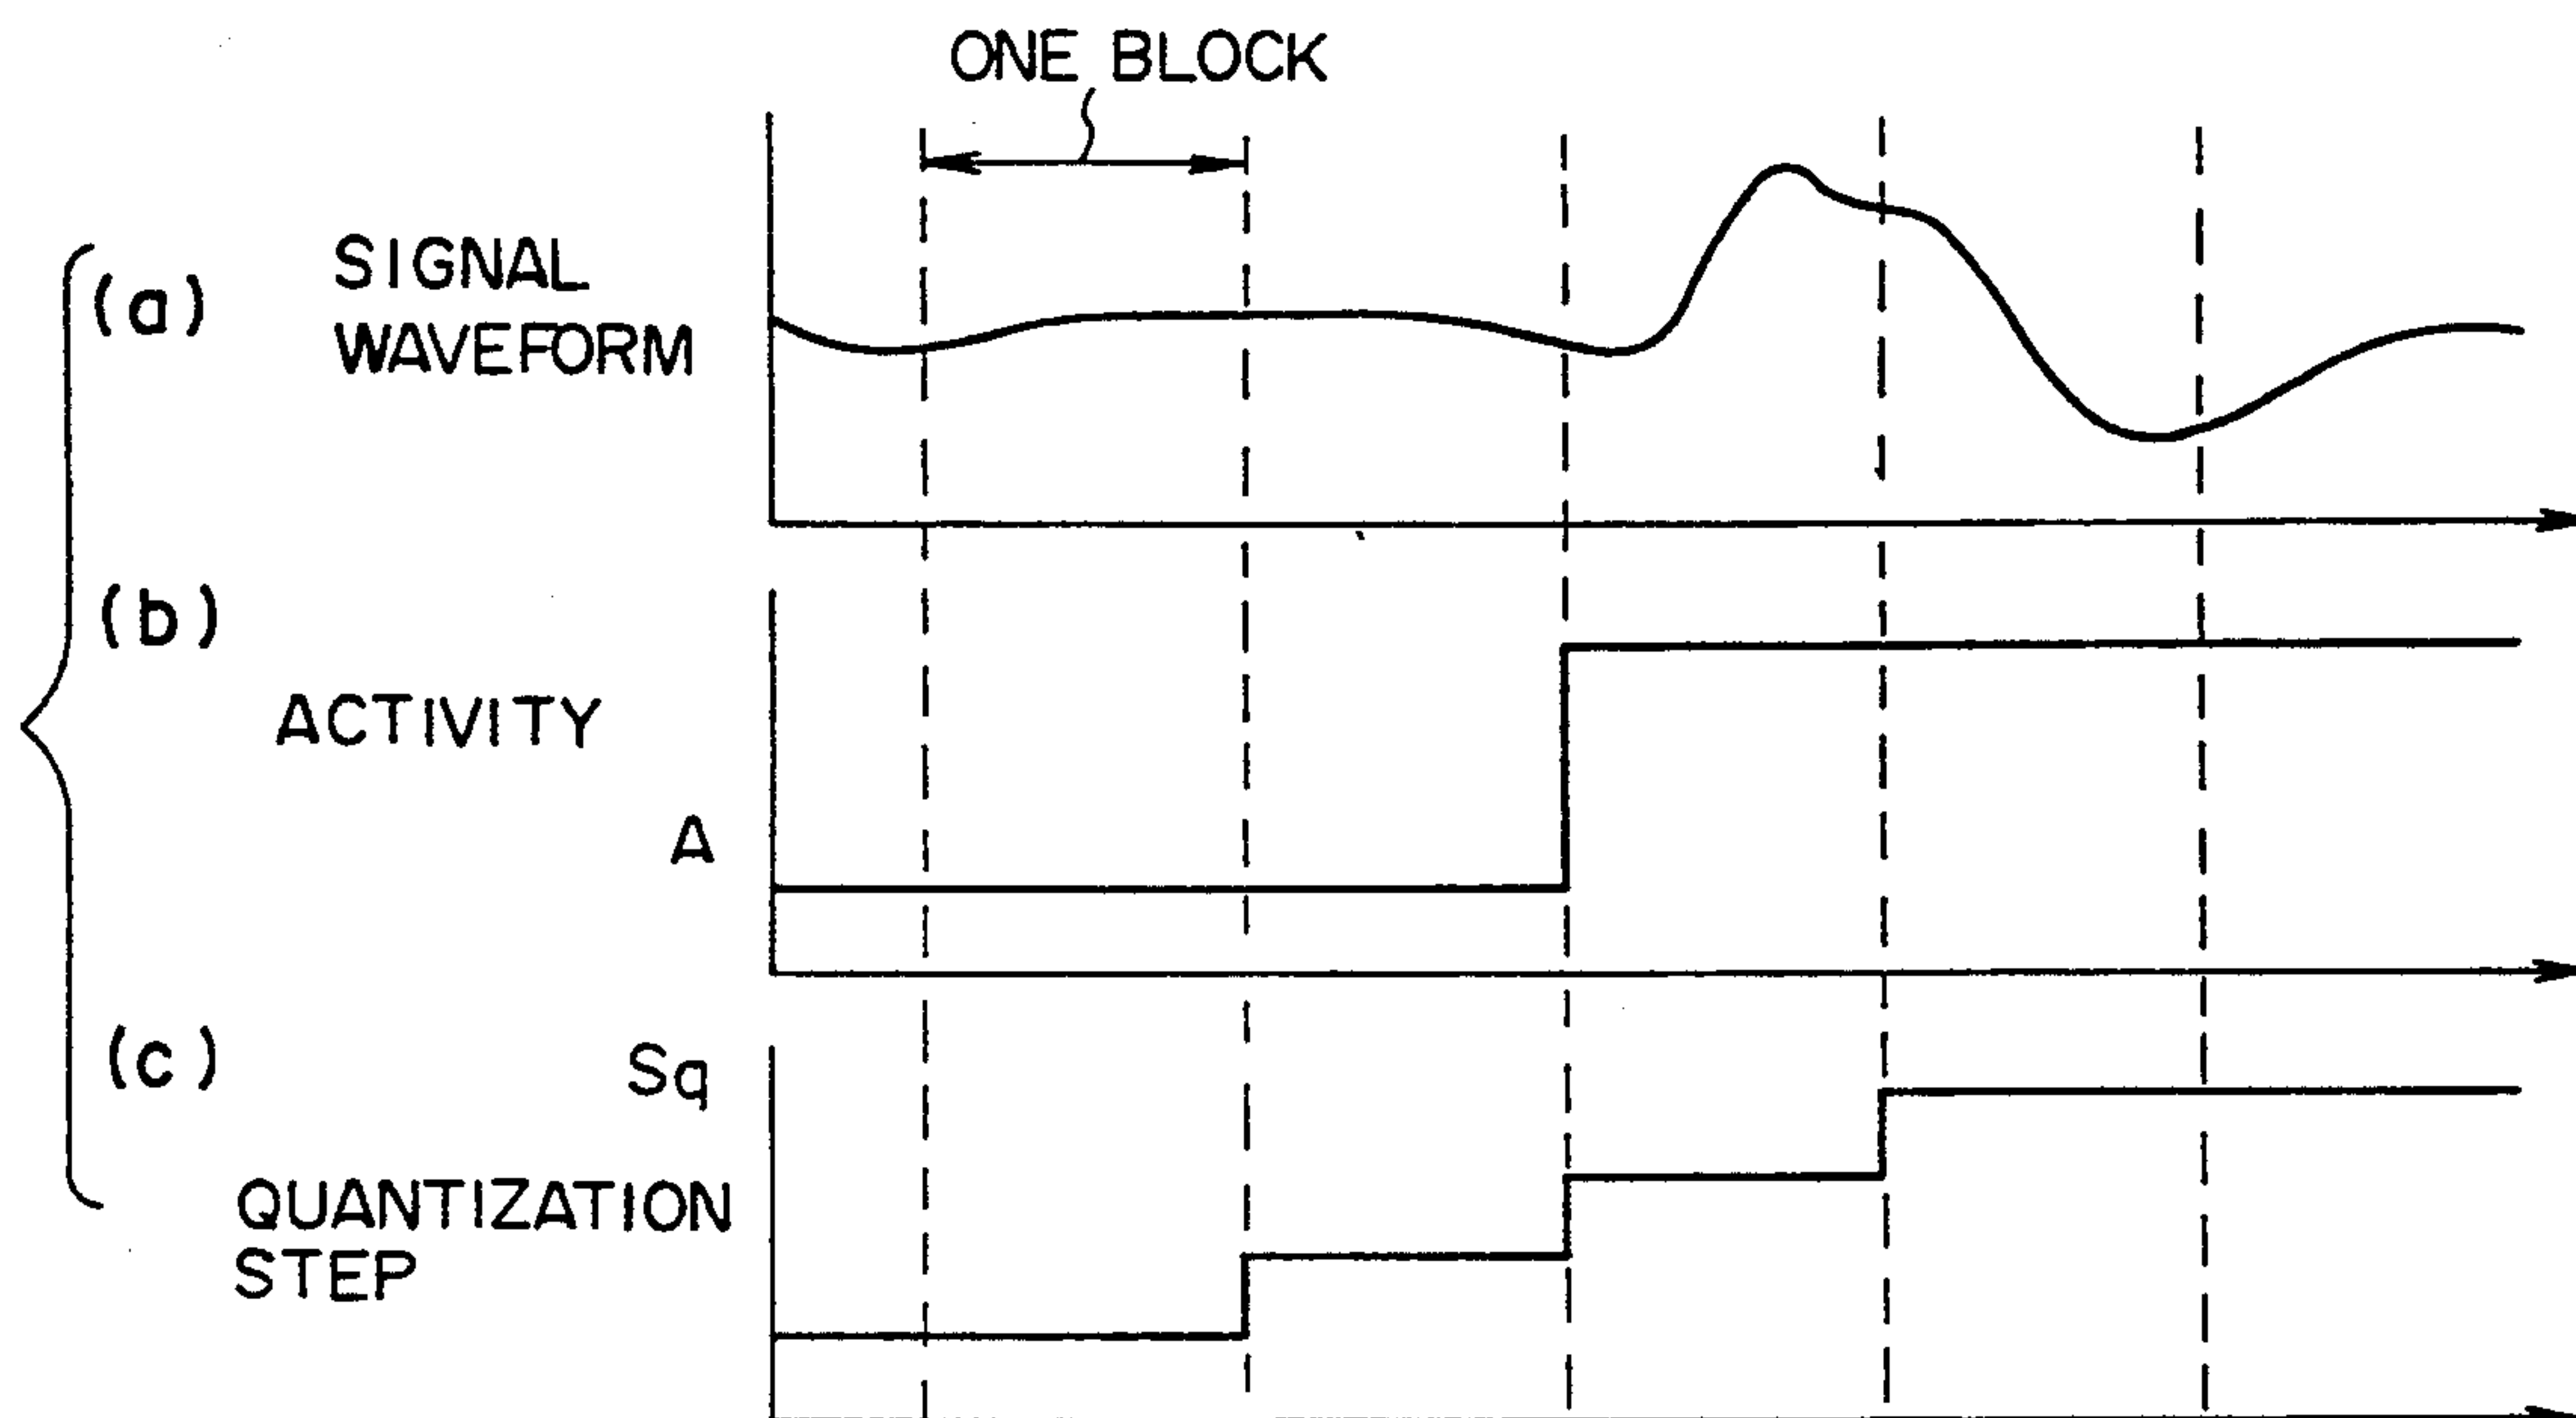 ONE BLOCK
(a)
SIGNAL
WAVEFORM
(b)
ACTIVITY
A
(c)
Sq
QUANTIZATION
STEP